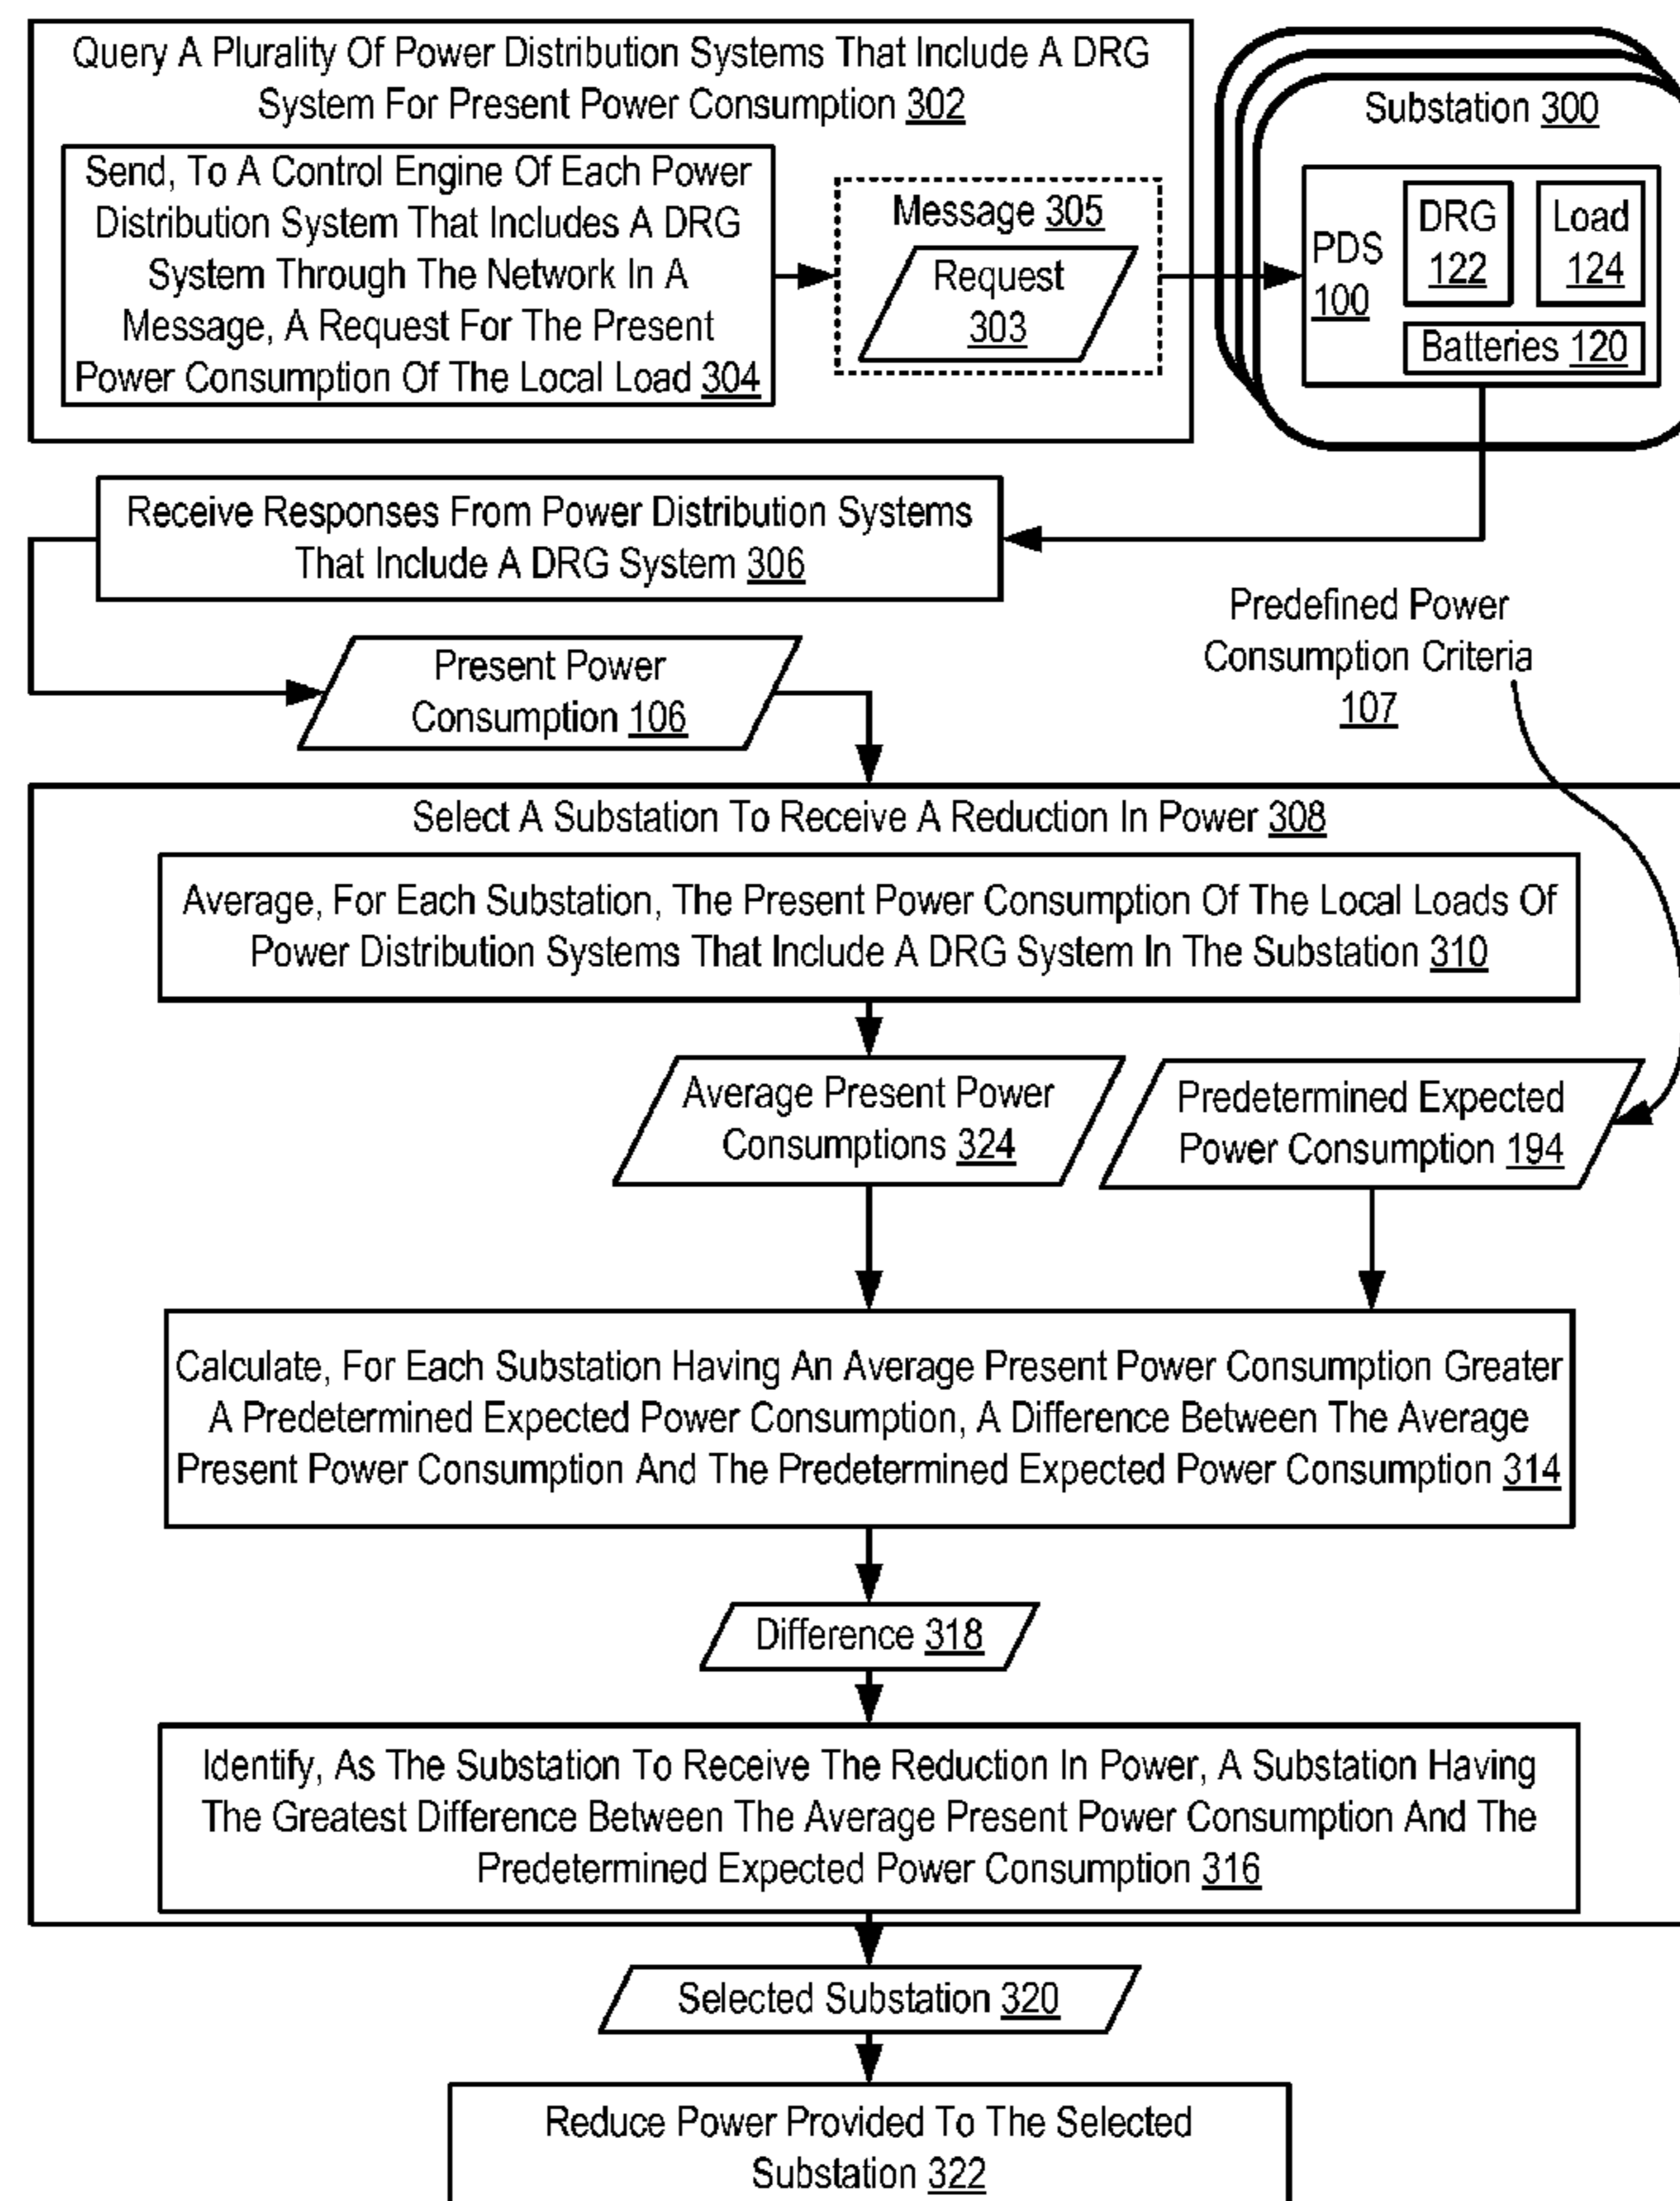 Query A Plurality Of Power Distribution Systems That Include A DRG
System For Present Power Consumption 302
Send, To A Control Engine Of Each Power
Distribution System That Includes A DRG
System Through The Network In A
Message, A Request For The Present
Power Consumption Of The Local Load 304
Message 305
Request
303
Substation 300
PDS
100
DRG
122
Load
124
Batteries 120
Receive Responses From Power Distribution Systems
That Include A DRG System 306
Predefined Power
Consumption Criteria
107
Present Power
Consumption 106
Select A Substation To Receive A Reduction In Power 308
Average, For Each Substation, The Present Power Consumption Of The Local Loads Of
Power Distribution Systems That Include A DRG System In The Substation 310
Average Present Power
Consumptions 324
Predetermined Expected
Power Consumption 194
Calculate, For Each Substation Having An Average Present Power Consumption Greater
A Predetermined Expected Power Consumption, A Difference Between The Average
Present Power Consumption And The Predetermined Expected Power Consumption 314
Difference 318
Identify, As The Substation To Receive The Reduction In Power, A Substation Having
The Greatest Difference Between The Average Present Power Consumption And The
Predetermined Expected Power Consumption 316
Selected Substation 320
Reduce Power Provided To The Selected
Substation 322